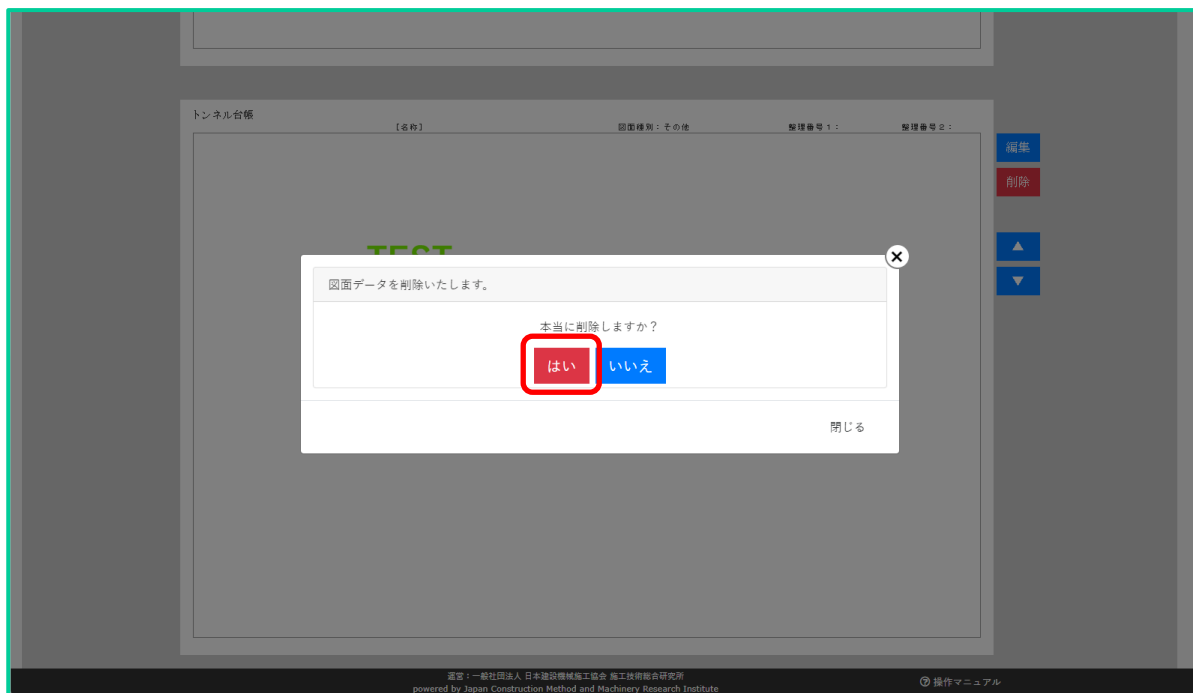 トンネル台帳
［名称］ 図面種別：その他 整理番号１： 整理番号２：
編集
削除
TEST
▲
▼
図面データを削除いたします。
本当に削除しますか？
はい いいえ
閉じる
運営：一般社団法人 日本建設機械施工協会 施工技術総合研究所
powered by Japan Construction Method and Machinery Research Institute
操作マニュアル